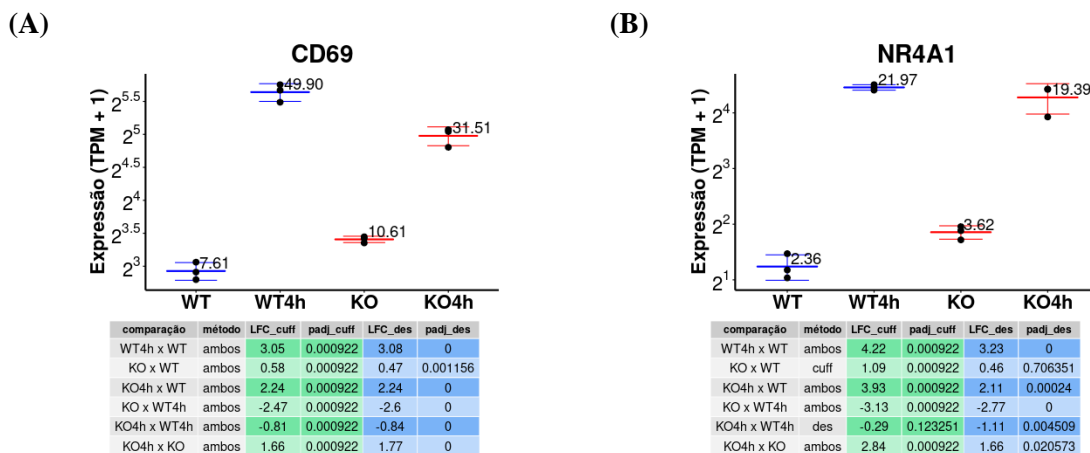 (A)
CD69
Expressão (TPM + 1)
2^5.5
2^5
2^4.5
2^4
2^3.5
2^3
7.61
49.90
10.61
31.51
WT WT4h KO KO4h
comparação método LFC_cuff padj_cuff LFC_des padj_des
WT4h x WT ambos 3.05 0.000922 3.08 0
KO x WT ambos 0.58 0.000922 0.47 0.001156
KO4h x WT ambos 2.24 0.000922 2.24 0
KO x WT4h ambos -2.47 0.000922 -2.6 0
KO4h x WT4h ambos -0.81 0.000922 -0.84 0
KO4h x KO ambos 1.66 0.000922 1.77 0
(B)
NR4A1
Expressão (TPM + 1)
2^4
2^3
2^2
2^1
2.36
21.97
3.62
19.39
WT WT4h KO KO4h
comparação método LFC_cuff padj_cuff LFC_des padj_des
WT4h x WT ambos 4.22 0.000922 3.23 0
KO x WT cuff 1.09 0.000922 0.46 0.706351
KO4h x WT ambos 3.93 0.000922 2.11 0.00024
KO x WT4h ambos -3.13 0.000922 -2.77 0
KO4h x WT4h des -0.29 0.123251 -1.11 0.004509
KO4h x KO ambos 2.84 0.000922 1.66 0.020573